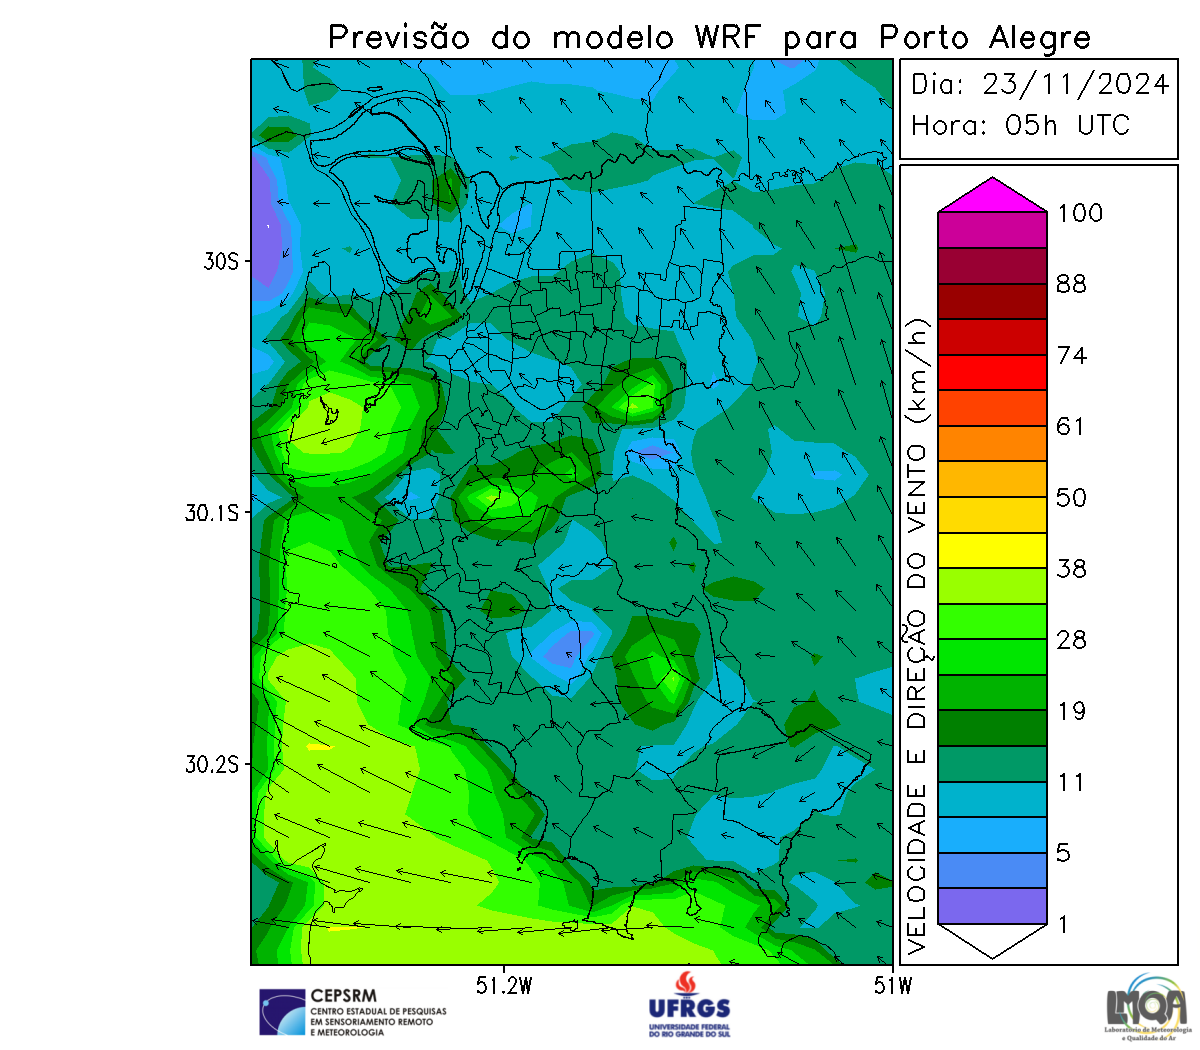 Previsão do modelo WRF para Porto Alegre
Dia: 23/11/2024
Hora: 05h UTC
30S
30.1S
30.2S
51.2W
51W
VELOCIDADE E DIREÇÃO DO VENTO (km/h)
100
88
74
61
50
38
28
19
11
5
1
CEPSRM
CENTRO ESTADUAL DE PESQUISAS
EM SENSORIAMENTO REMOTO
E METEOROLOGIA
UFRGS
UNIVERSIDADE FEDERAL
DO RIO GRANDE DO SUL
LMQA
Laboratório de Meteorologia
e Qualidade do Ar